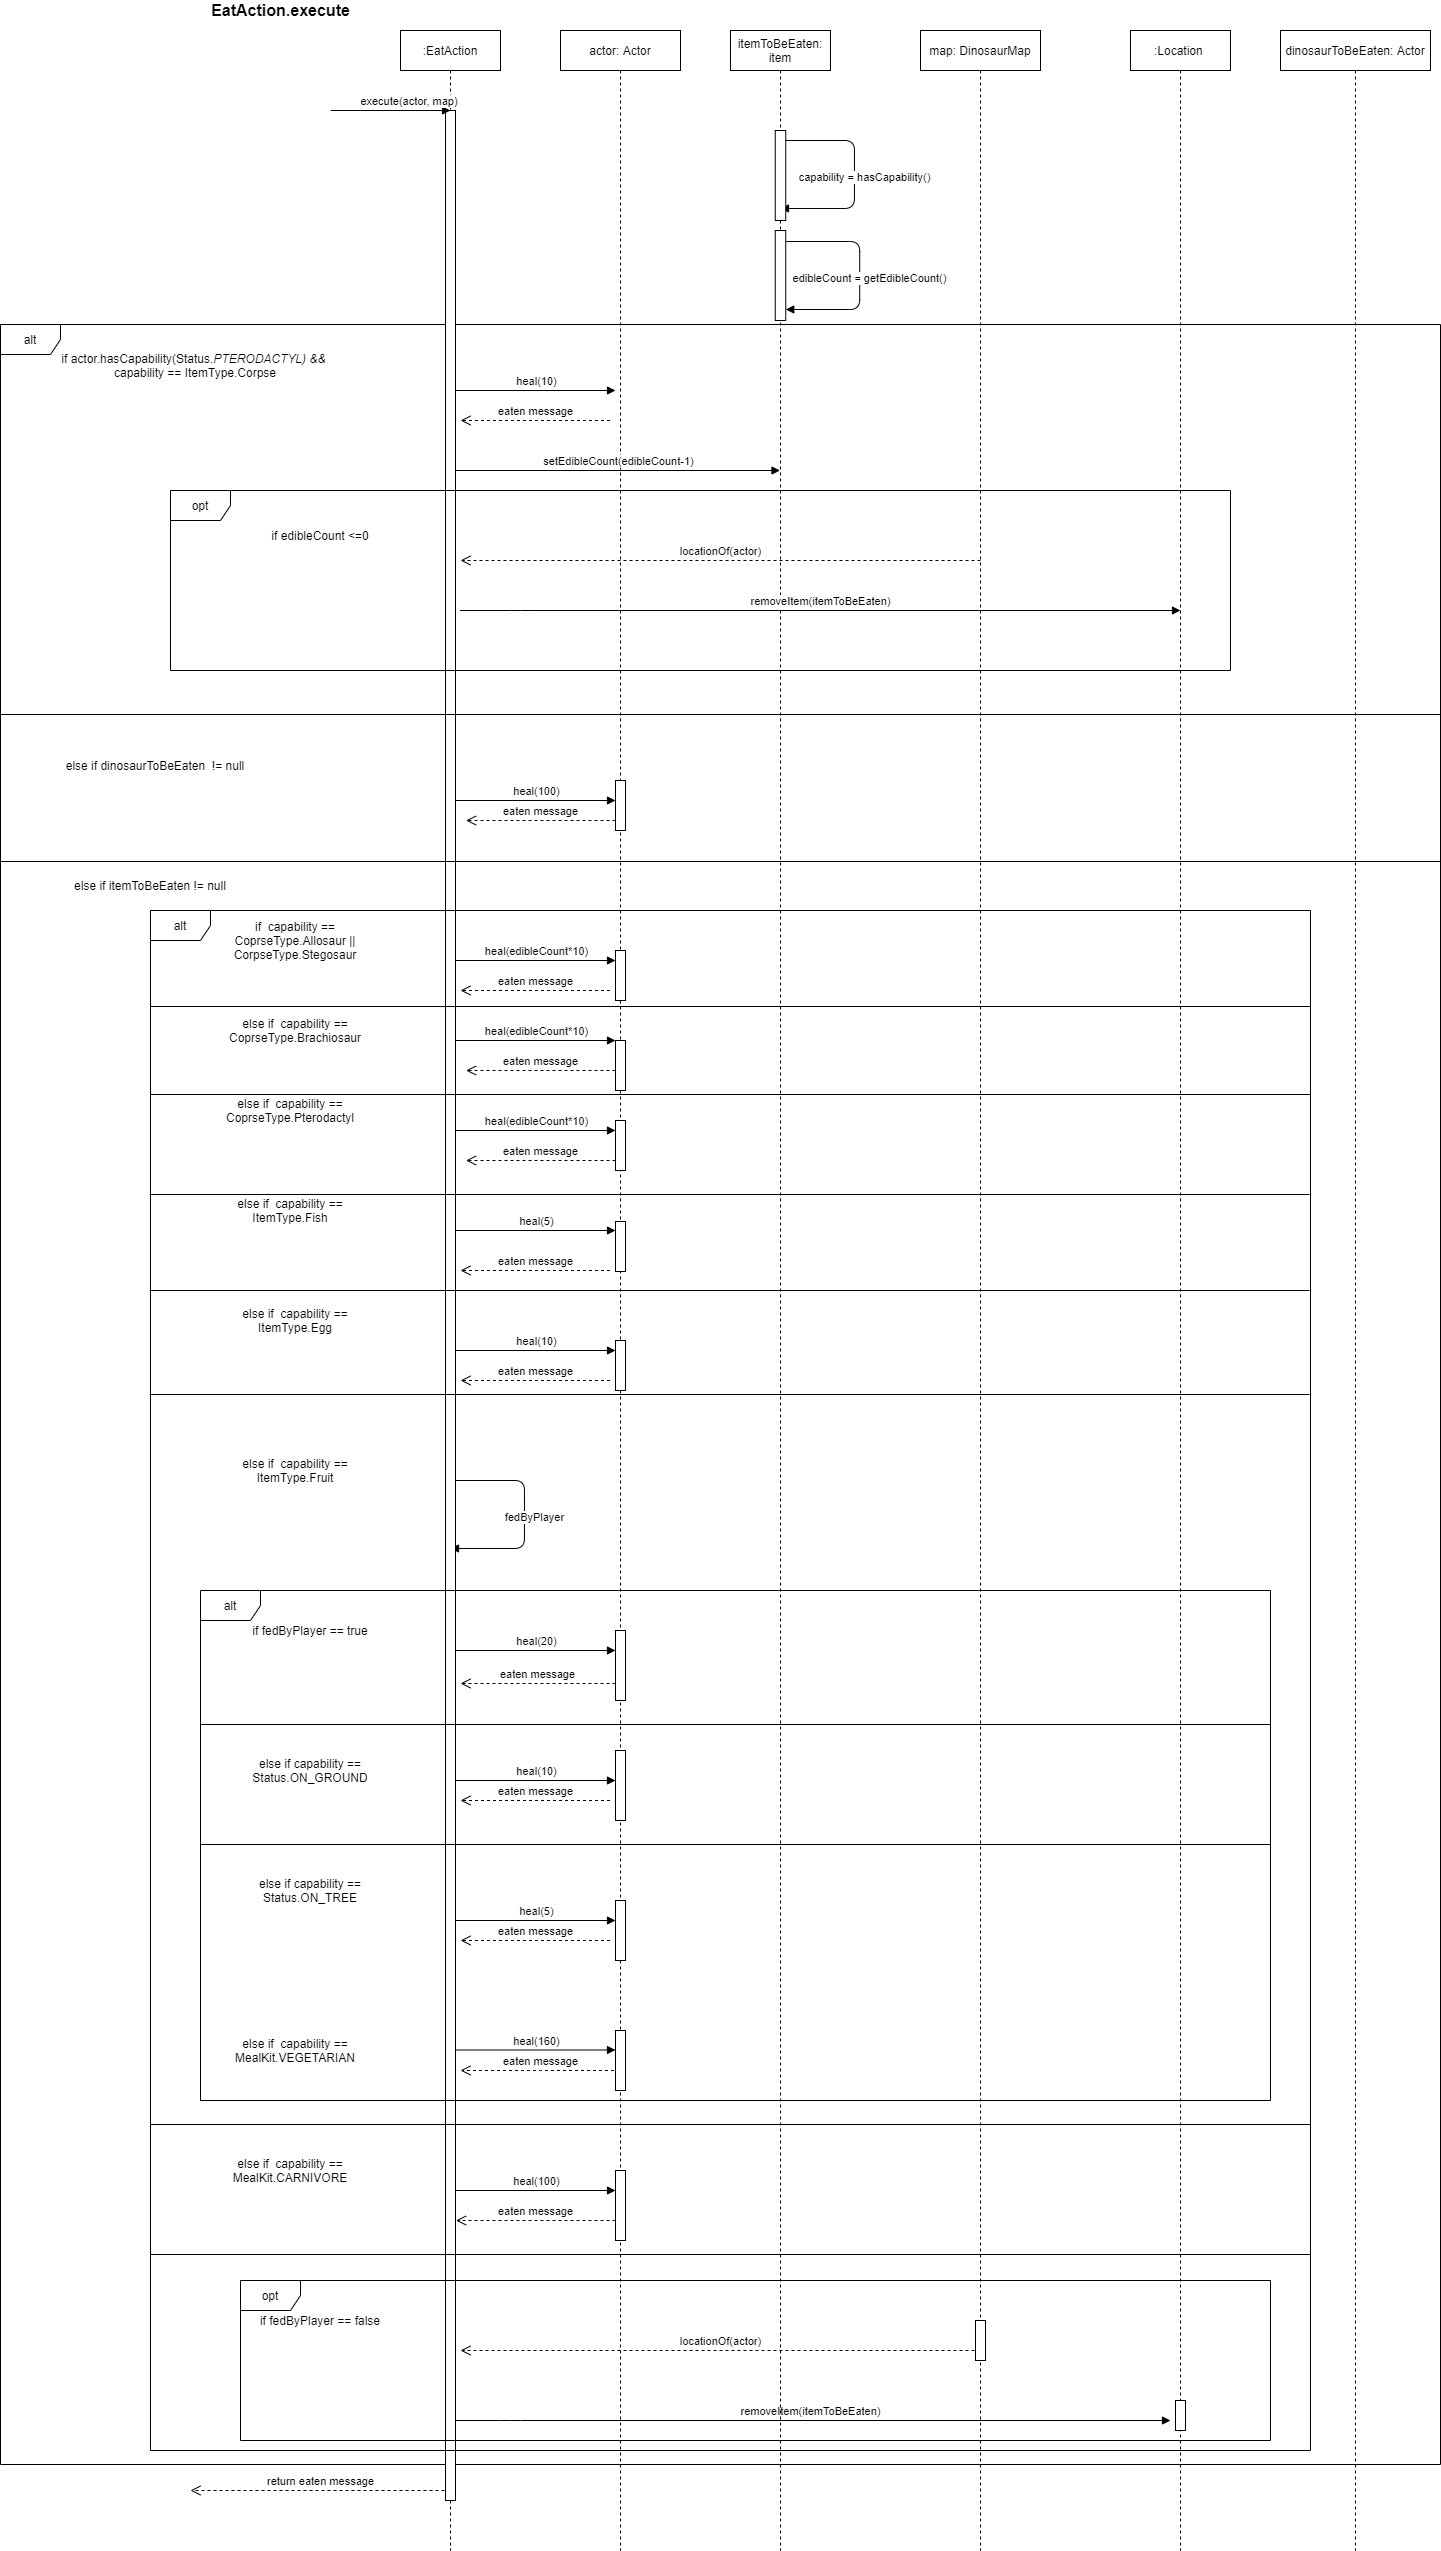 EatAction.execute
:EatAction
actor: Actor
itemToBeEaten:
item
map: DinosaurMap
:Location
dinosaurToBeEaten: Actor
execute(actor, map)
capability = hasCapability()
edibleCount = getEdibleCount()
alt
if actor.hasCapability(Status.PTERODACTYL) &&
capability == ItemType.Corpse
heal(10)
eaten message
setEdibleCount(edibleCount-1)
opt
if edibleCount <=0
locationOf(actor)
removeItem(itemToBeEaten)
else if dinosaurToBeEaten != null
heal(100)
eaten message
else if itemToBeEaten != null
alt
if capability ==
CoprseType.Allosaur ||
CorpseType.Stegosaur
heal(edibleCount*10)
eaten message
else if capability ==
CoprseType.Brachiosaur
heal(edibleCount*10)
eaten message
else if capability ==
CoprseType.Pterodactyl
heal(edibleCount*10)
eaten message
else if capability ==
ItemType.Fish
heal(5)
eaten message
else if capability ==
ItemType.Egg
heal(10)
eaten message
else if capability ==
ItemType.Fruit
fedByPlayer
alt
if fedByPlayer == true
heal(20)
eaten message
else if capability ==
Status.ON_GROUND
heal(10)
eaten message
else if capability ==
Status.ON_TREE
heal(5)
eaten message
else if capability ==
MealKit.VEGETARIAN
heal(160)
eaten message
else if capability ==
MealKit.CARNIVORE
heal(100)
eaten message
opt
if fedByPlayer == false
locationOf(actor)
removeItem(itemToBeEaten)
return eaten message